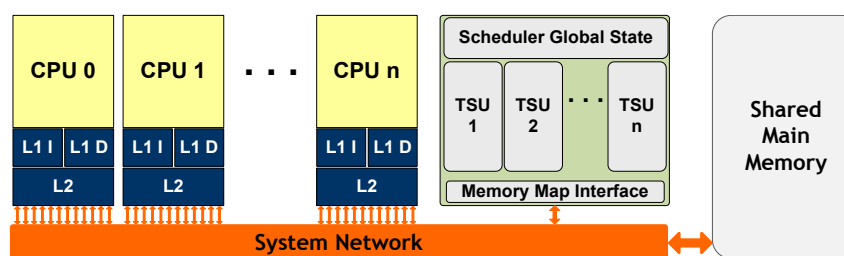 CPU 0
CPU 1
. . .
CPU n
L1 I
L1 D
L1 I
L1 D
L1 I
L1 D
L2
L2
L2
Scheduler Global State
TSU
1
TSU
2
. . .
TSU
n
Memory Map Interface
Shared
Main
Memory
System Network